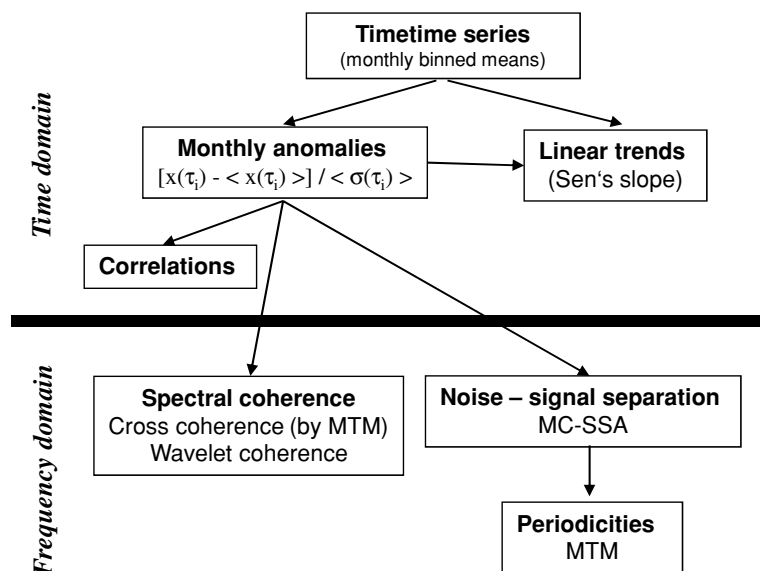 Timetime series
(monthly binned means)
Time domain
Monthly anomalies
[x(τi) - < x(τi) >] / < σ(τi) >
Linear trends
(Sen‘s slope)
Correlations
Frequency domain
Spectral coherence
Cross coherence (by MTM)
Wavelet coherence
Noise – signal separation
MC-SSA
Periodicities
MTM